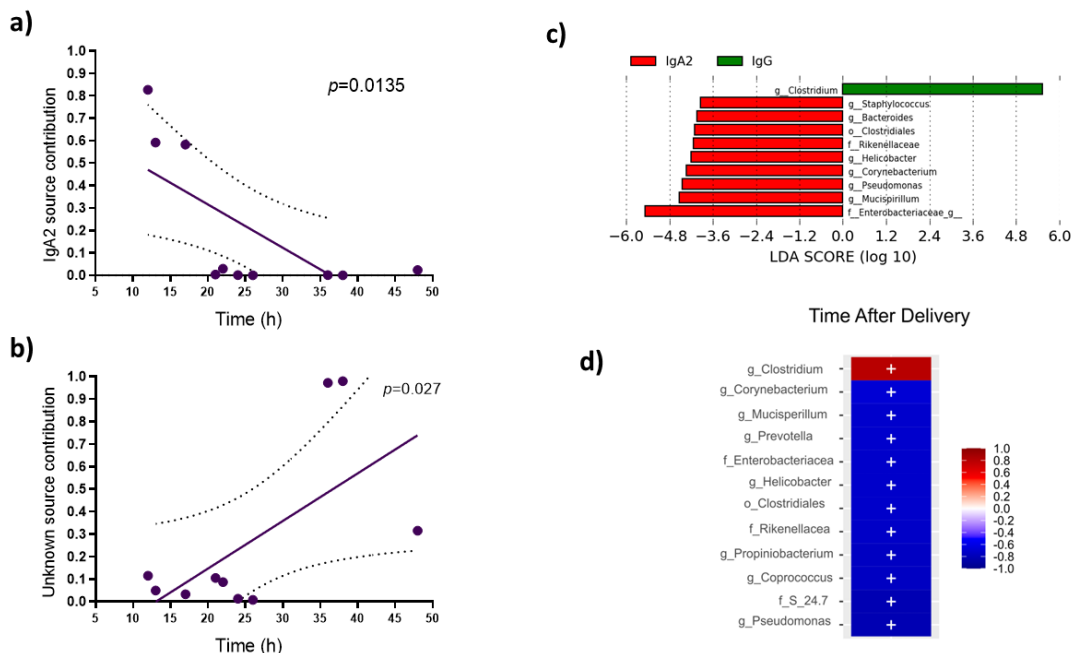 a)
1.0
0.9
0.8
0.7
0.6
0.5
0.4
0.3
0.2
0.1
0.0
IgA2 source contribution
p=0.0135
5 10 15 20 25 30 35 40 45 50
Time (h)
b)
1.0
0.9
0.8
0.7
0.6
0.5
0.4
0.3
0.2
0.1
0.0
Unknown source contribution
p=0.027
5 10 15 20 25 30 35 40 45 50
Time (h)
c)
IgA2 IgG
g__Clostridium
g__Staphylococcus
g__Bacteroides
o__Clostridiales
f__Rikenellaceae
g__Helicobacter
g__Corynebacterium
g__Pseudomonas
g__Mucispirillum
f__Enterobacteriaceae_g__
−6.0 −4.8 −3.6 −2.4 −1.2 0.0 1.2 2.4 3.6 4.8 6.0
LDA SCORE (log 10)
Time After Delivery
d)
g_Clostridium
g_Corynebacterium
g_Mucisperillum
g_Prevotella
f_Enterobacteriacea
g_Helicobacter
o_Clostridiales
f_Rikenellacea
g_Propiniobacterium
g_Coprococcus
f_S_24.7
g_Pseudomonas
+
+
+
+
+
+
+
+
+
+
+
+
1.0
0.8
0.6
0.4
0.2
0.0
-0.2
-0.4
-0.6
-0.8
-1.0